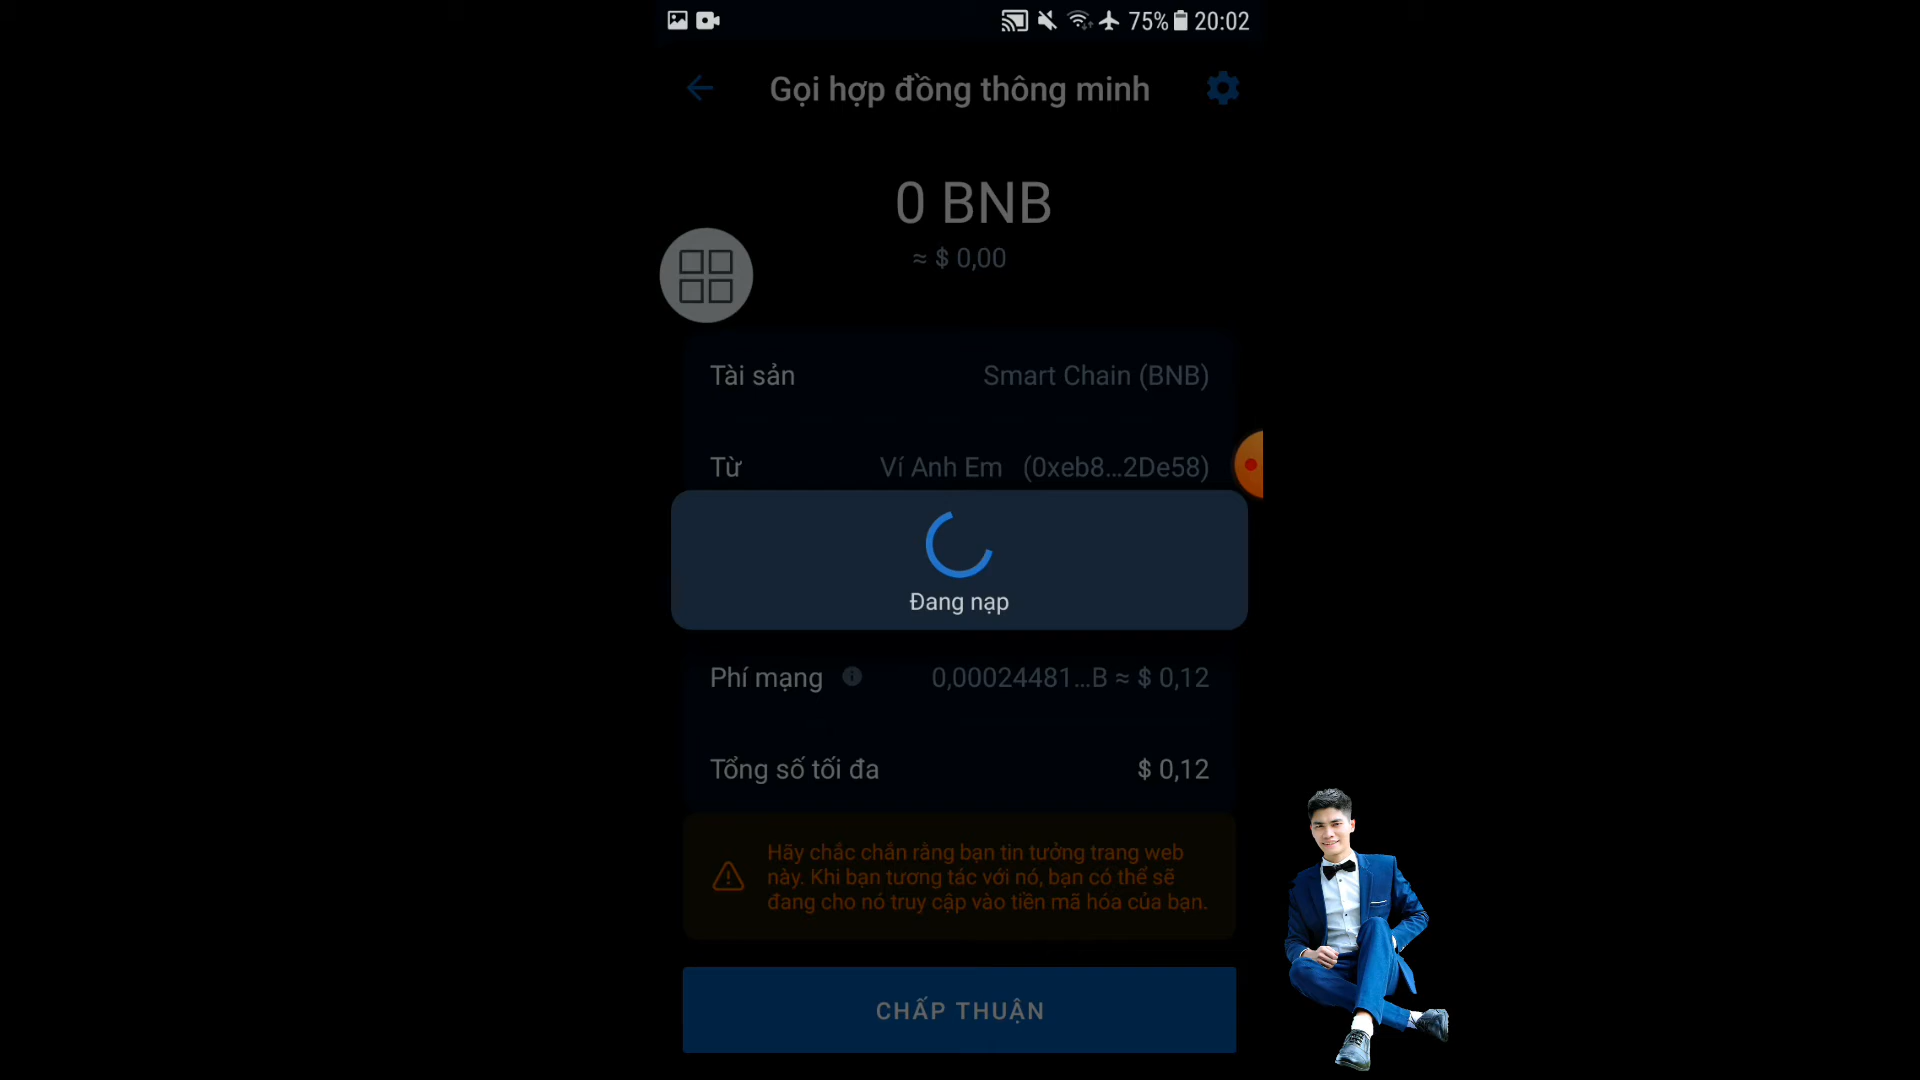 75% 20:02
Gọi hợp đồng thông minh
0 BNB
≈ $ 0,00
Tài sản Smart Chain (BNB)
Từ Ví Anh Em (0xeb8...2De58)
Đang nạp
Phí mạng 0,00024481...B ≈ $ 0,12
Tổng số tối đa $ 0,12
Hãy chắc chắn rằng bạn tin tưởng trang web
này. Khi bạn tương tác với nó, bạn có thể sẽ
đang cho nó truy cập vào tiền mã hóa của bạn.
CHẤP THUẬN